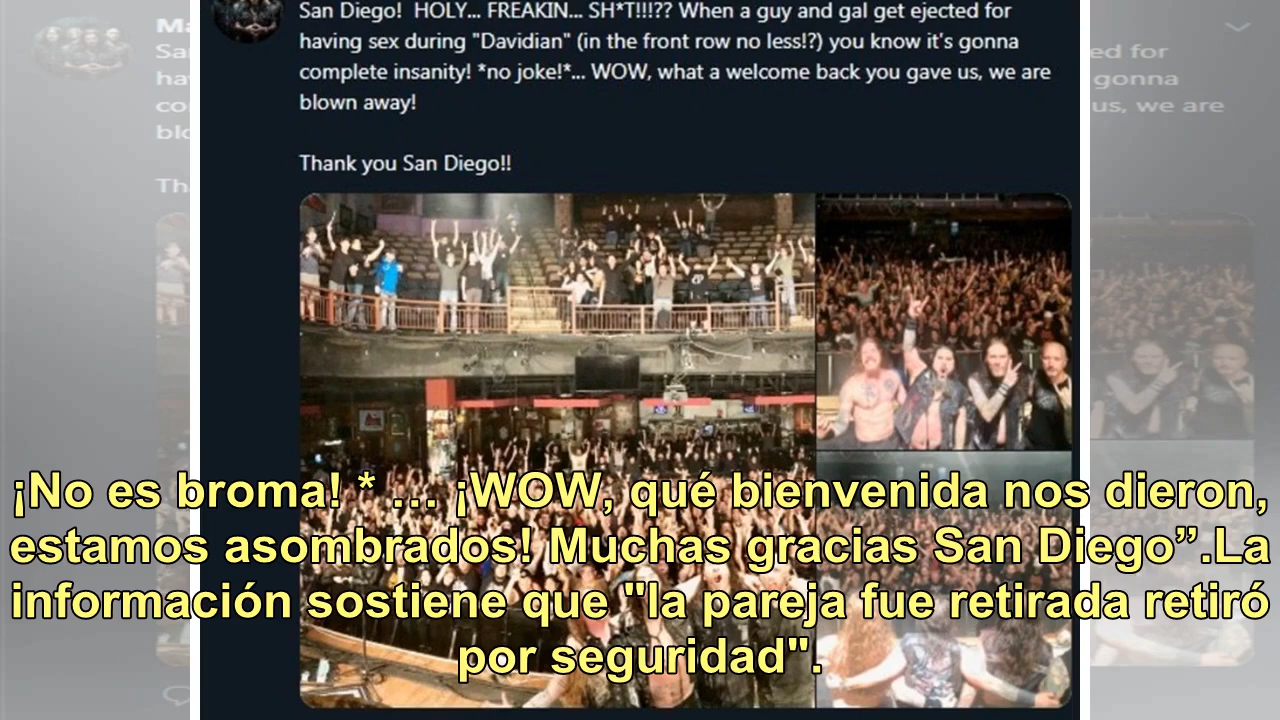 San Diego! HOLY... FREAKIN... SH*T!!!?? When a guy and gal get ejected for
having sex during "Davidian" (in the front row no less!?) you know it's gonna
complete insanity! *no joke!*... WOW, what a welcome back you gave us, we are
blown away!
Thank you San Diego!!
¡No es broma! * … ¡WOW, qué bienvenida nos dieron,
estamos asombrados! Muchas gracias San Diego”.La
información sostiene que "la pareja fue retirada retiró
por seguridad".